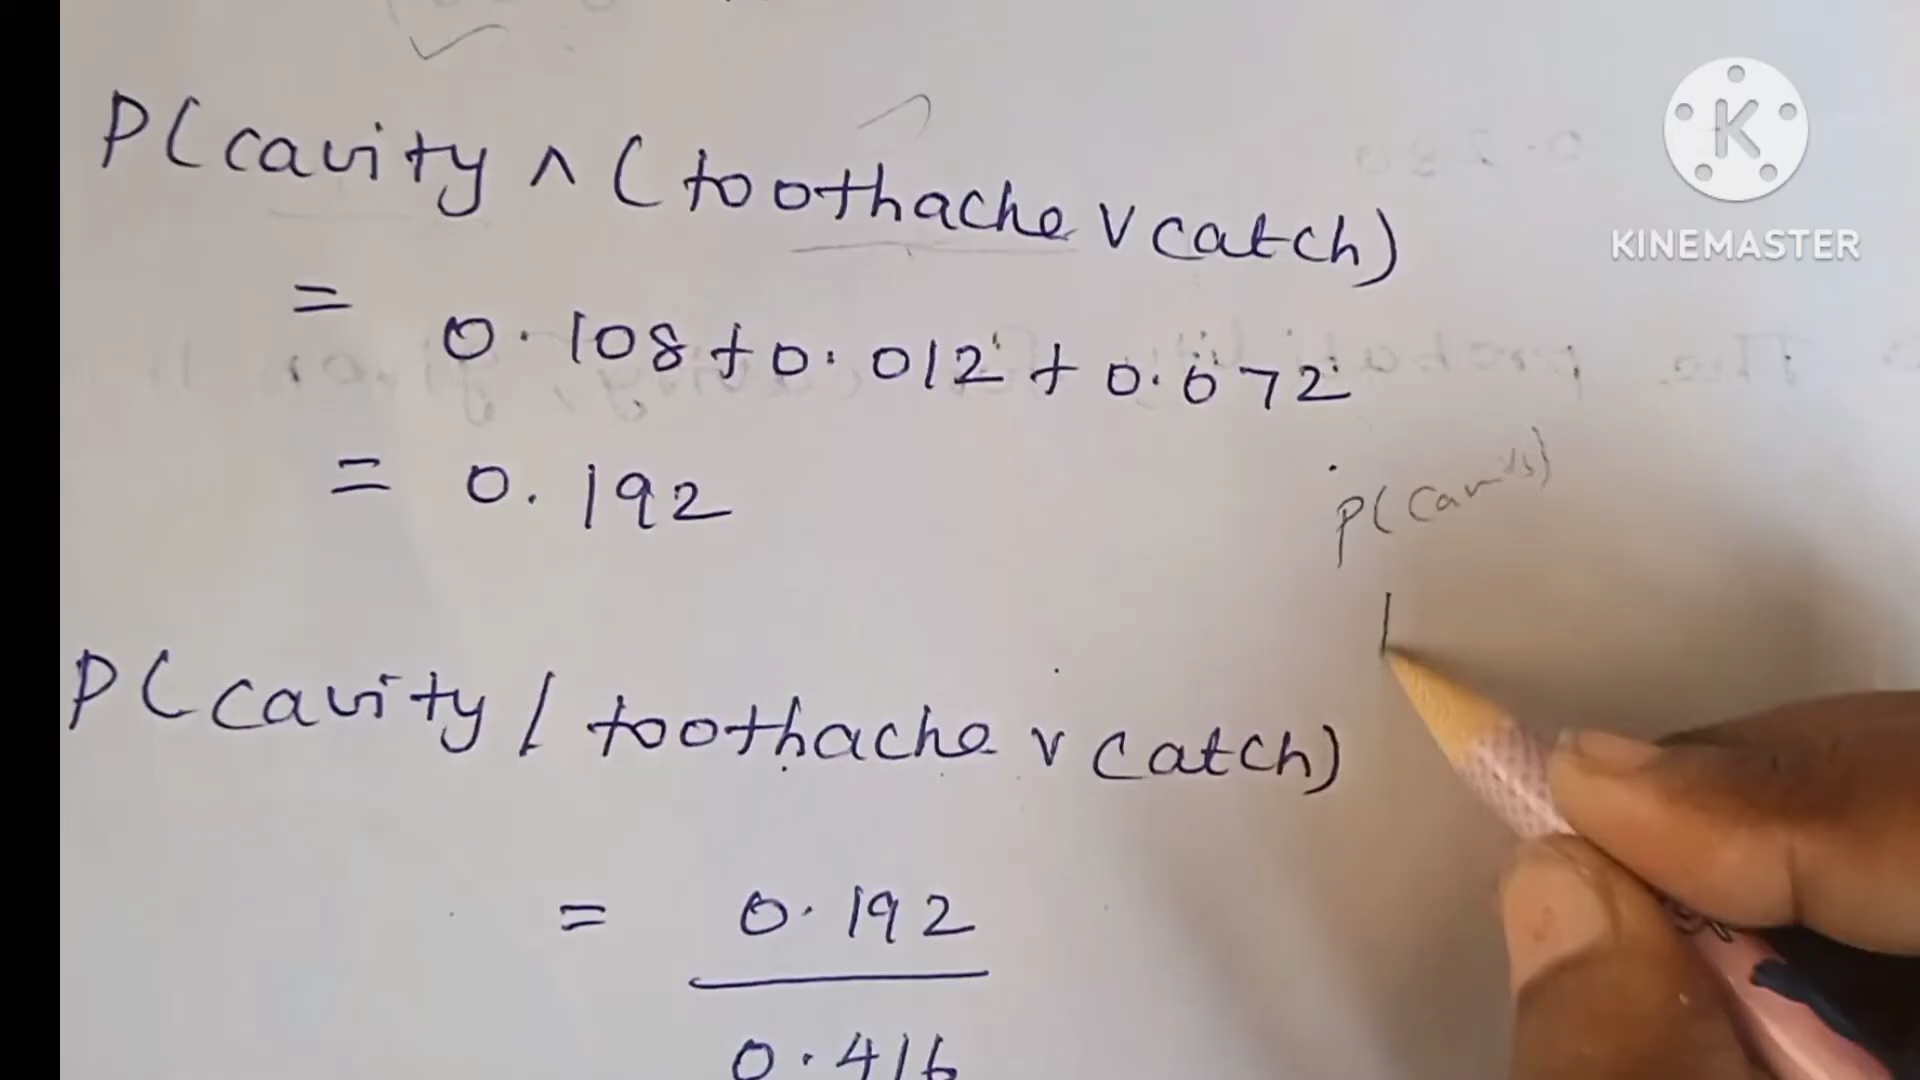 P(cavity ∧ (toothache ∨ catch)
= 0.108 + 0.012 + 0.072
= 0.192
P(
P(cavity / toothache ∨ catch)
= 0.192
0.416
KINEMASTER